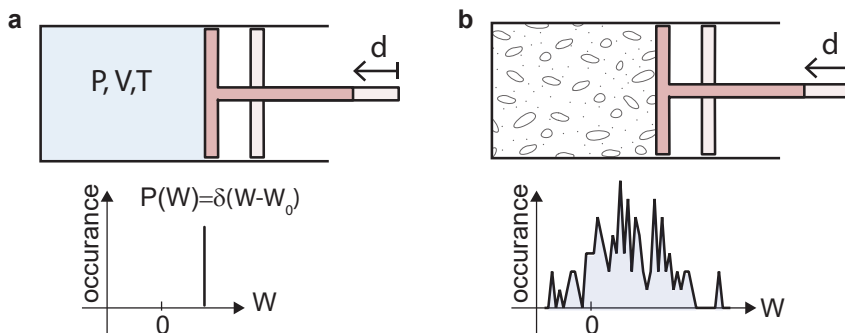 a
d
P, V,T
P(W)=δ(W-W₀)
occurance
W
0
b
d
occurance
W
0